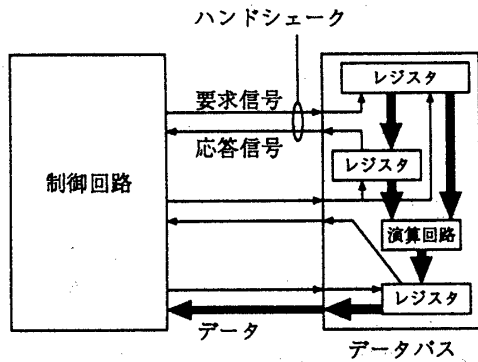 ハンドシェーク
レジスタ
要求信号
応答信号
レジスタ
制御回路
演算回路
レジスタ
データ
データバス